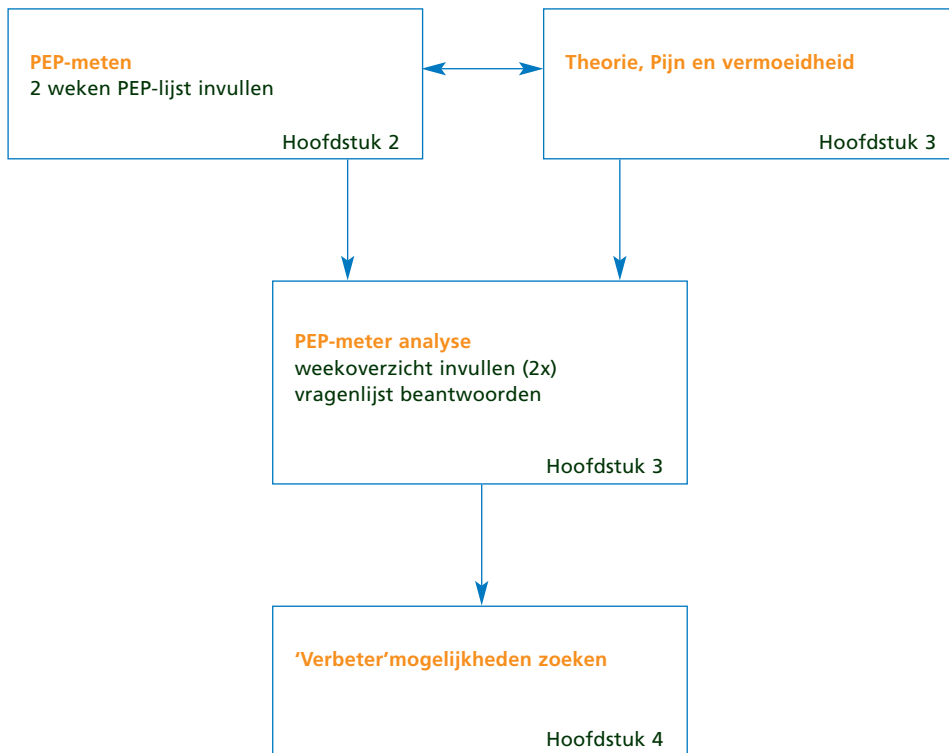 PEP-meten
2 weken PEP-lijst invullen
Hoofdstuk 2
Theorie, Pijn en vermoeidheid
Hoofdstuk 3
PEP-meter analyse
weekoverzicht invullen (2x)
vragenlijst beantwoorden
Hoofdstuk 3
‘Verbeter’mogelijkheden zoeken
Hoofdstuk 4